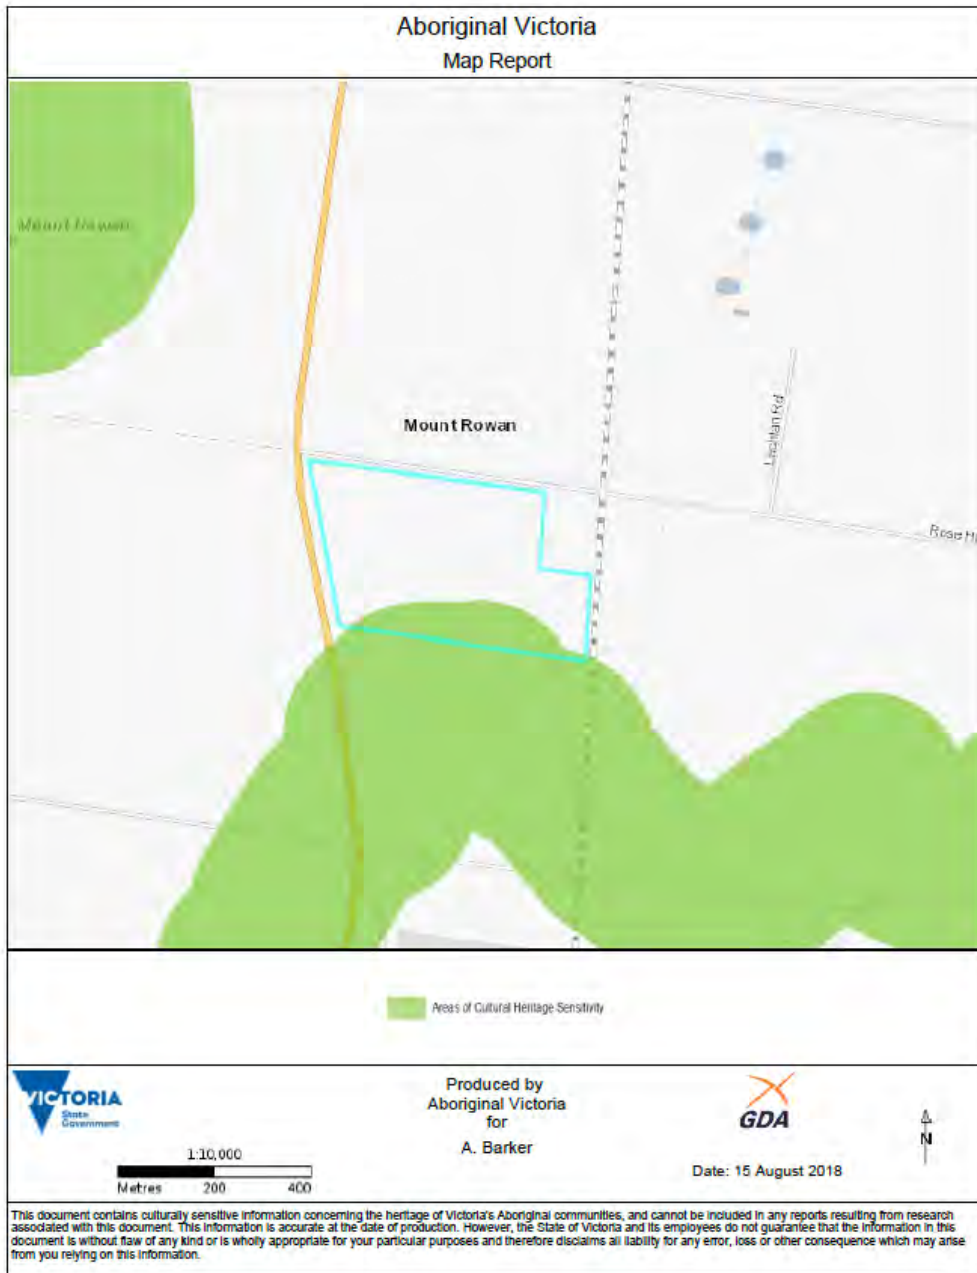 Aboriginal Victoria
Map Report
Mount Rowan
Mount Rowan
Lachlan Rd
Rose H
Areas of Cultural Heritage Sensitivity
VICTORIA
State
Government
Produced by
Aboriginal Victoria
for
A. Barker
GDA
N
1:10,000
Metres 200 400
Date: 15 August 2018
This document contains culturally sensitive information concerning the heritage of Victoria's Aboriginal communities, and cannot be included in any reports resulting from research
associated with this document. This information is accurate at the date of production. However, the State of Victoria and its employees do not guarantee that the information in this
document is without flaw of any kind or is wholly appropriate for your particular purposes and therefore disclaims all liability for any error, loss or other consequence which may arise
from you relying on this information.